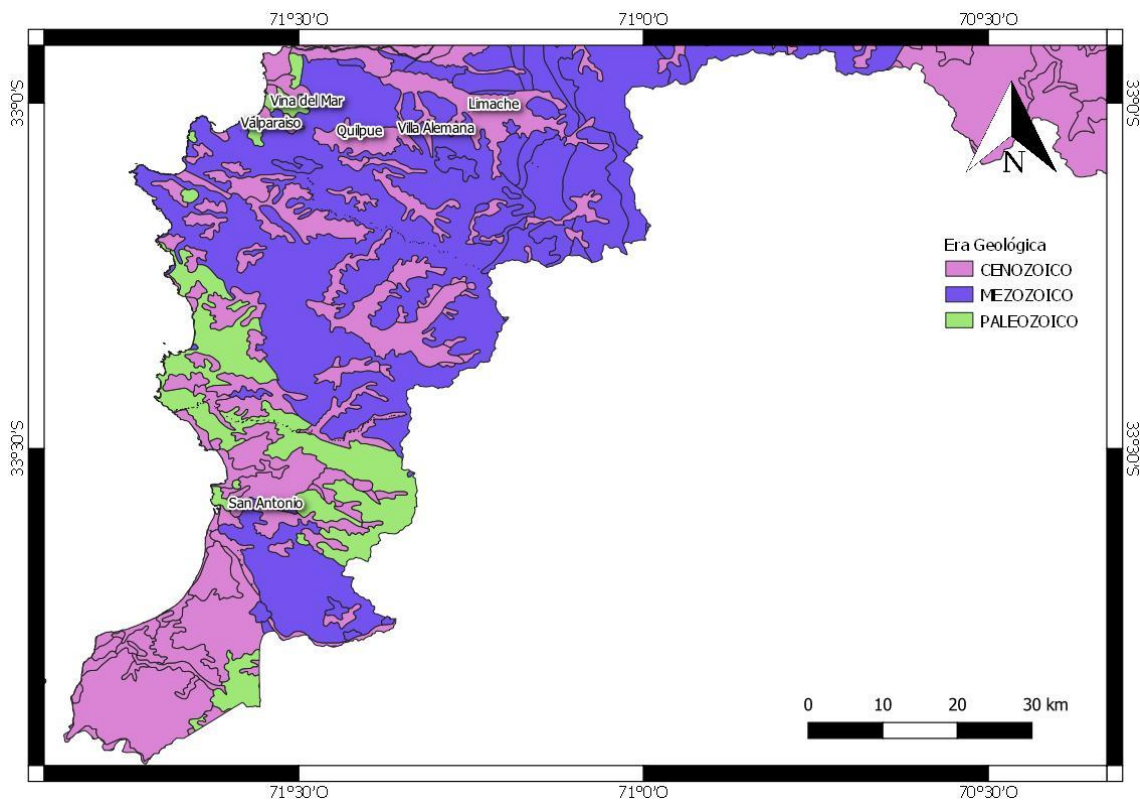 71°30'O
71°0'O
70°30'O
33°0'S
33°0'S
Vina del Mar
Válparaiso
Quilpue
Villa Alemana
Limache
N
Era Geológica
CENOZOICO
MEZOZOICO
PALEOZOICO
33°30'S
33°30'S
San Antonio
0 10 20 30 km
71°30'O
71°0'O
70°30'O